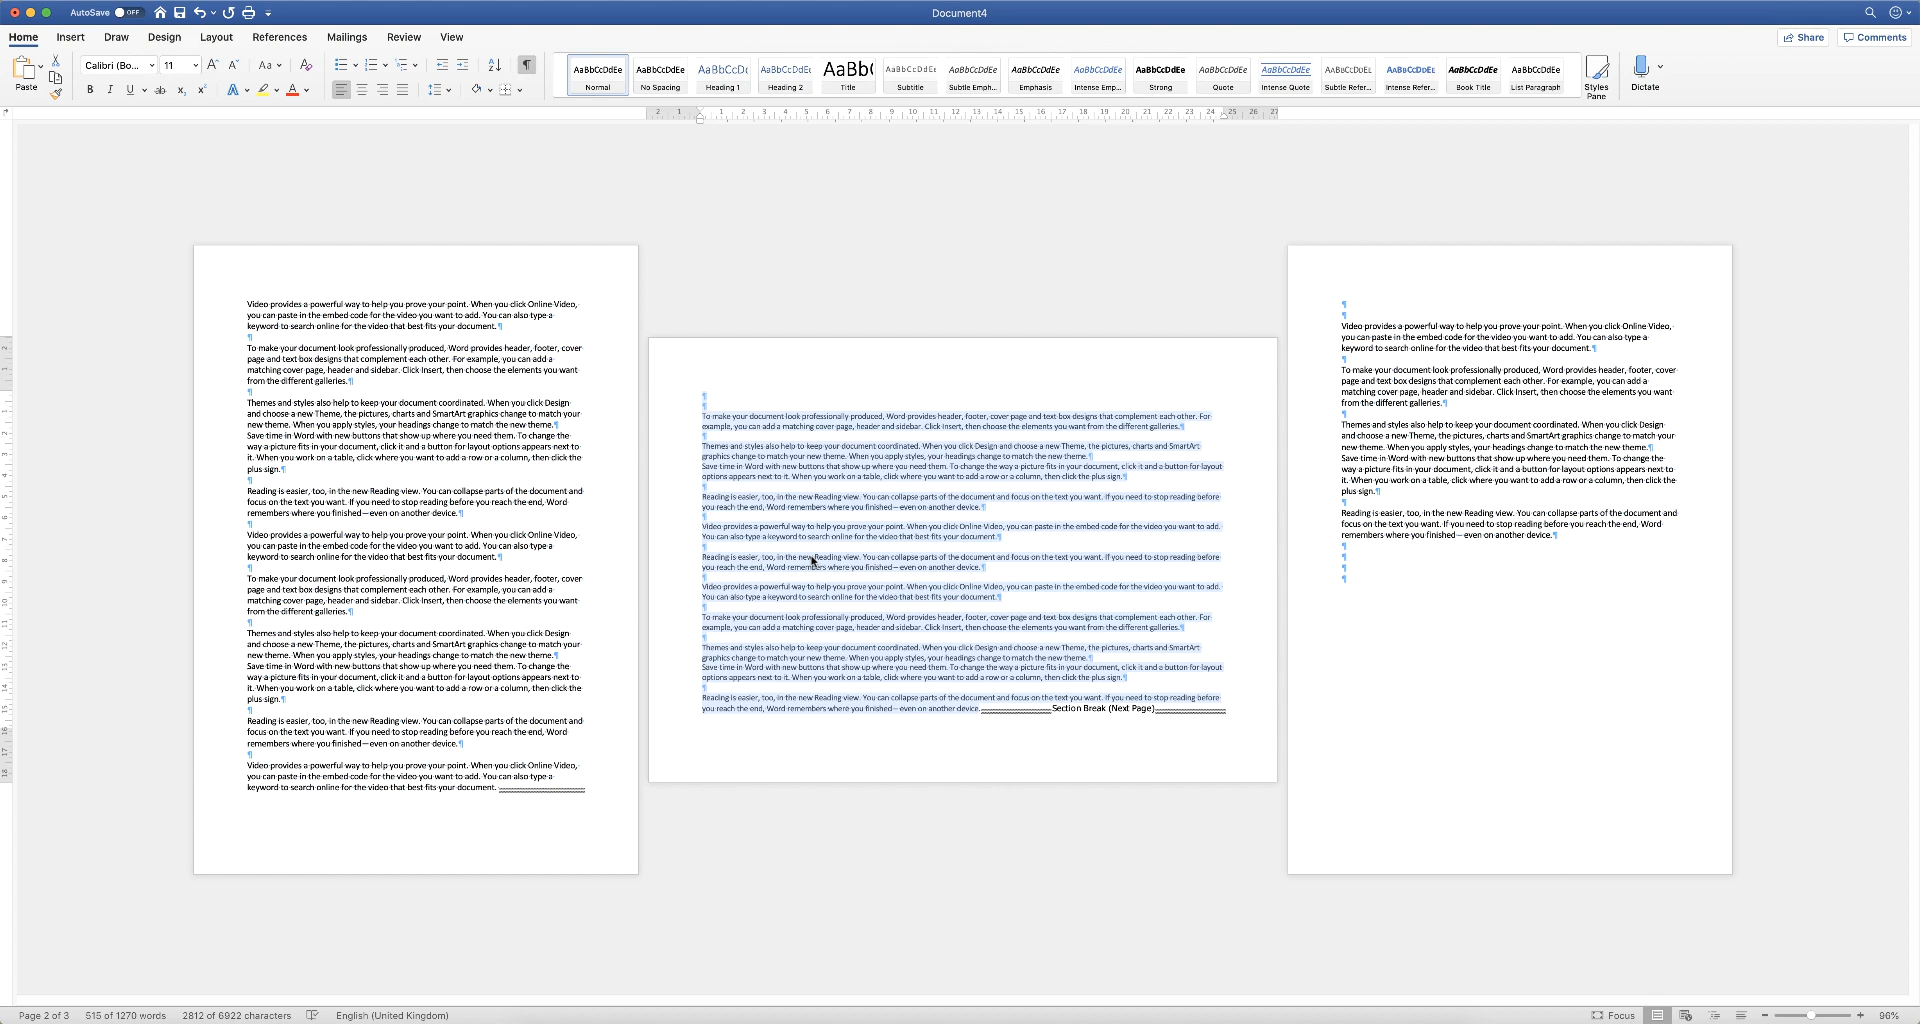 AutoSave OFF
Document4
Home Insert Draw Design Layout References Mailings Review View
Share Comments
Paste
Calibri (Bo... 11
Aa
B I U ab x₂ x²
AaBbCcDdEe Normal
AaBbCcDdEe No Spacing
AaBbCcDc Heading 1
AaBbCcDdEe Heading 2
AaBb( Title
AaBbCcDdEe Subtitle
AaBbCcDdEe Subtle Emph...
AaBbCcDdEe Emphasis
AaBbCcDdEe Intense Emp...
AaBbCcDdEe Strong
AaBbCcDdEe Quote
AaBbCcDdEe Intense Quote
AaBbCcDdEe Subtle Refer...
AaBbCcDdEe Intense Refer...
AaBbCcDdEe Book Title
AaBbCcDdEe List Paragraph
Styles
Pane
Dictate
2 1 1 2 3 4 5 6 7 8 9 10 11 12 13 14 15 16 17 18 19 20 21 22 23 24 25 26 27
Video provides a powerful way to help you prove your point. When you click Online Video,
you can paste in the embed code for the video you want to add. You can also type a
keyword to search online for the video that best fits your document.
To make your document look professionally produced, Word provides header, footer, cover
page and text box designs that complement each other. For example, you can add a
matching cover page, header and sidebar. Click Insert, then choose the elements you want
from the different galleries.
Themes and styles also help to keep your document coordinated. When you click Design
and choose a new Theme, the pictures, charts and SmartArt graphics change to match your
new theme. When you apply styles, your headings change to match the new theme.
Save time in Word with new buttons that show up where you need them. To change the
way a picture fits in your document, click it and a button for layout options appears next to
it. When you work on a table, click where you want to add a row or a column, then click the
plus sign.
Reading is easier, too, in the new Reading view. You can collapse parts of the document and
focus on the text you want. If you need to stop reading before you reach the end, Word
remembers where you finished—even on another device.
Video provides a powerful way to help you prove your point. When you click Online Video,
you can paste in the embed code for the video you want to add. You can also type a
keyword to search online for the video that best fits your document.
To make your document look professionally produced, Word provides header, footer, cover
page and text box designs that complement each other. For example, you can add a
matching cover page, header and sidebar. Click Insert, then choose the elements you want
from the different galleries.
Themes and styles also help to keep your document coordinated. When you click Design
and choose a new Theme, the pictures, charts and SmartArt graphics change to match your
new theme. When you apply styles, your headings change to match the new theme.
Save time in Word with new buttons that show up where you need them. To change the
way a picture fits in your document, click it and a button for layout options appears next to
it. When you work on a table, click where you want to add a row or a column, then click the
plus sign.
Reading is easier, too, in the new Reading view. You can collapse parts of the document and
focus on the text you want. If you need to stop reading before you reach the end, Word
remembers where you finished—even on another device.
Video provides a powerful way to help you prove your point. When you click Online Video,
you can paste in the embed code for the video you want to add. You can also type a
keyword to search online for the video that best fits your document.
To make your document look professionally produced, Word provides header, footer, cover page and text box designs that complement each other. For
example, you can add a matching cover page, header and sidebar. Click Insert, then choose the elements you want from the different galleries.
Themes and styles also help to keep your document coordinated. When you click Design and choose a new Theme, the pictures, charts and SmartArt
graphics change to match your new theme. When you apply styles, your headings change to match the new theme.
Save time in Word with new buttons that show up where you need them. To change the way a picture fits in your document, click it and a button for layout
options appears next to it. When you work on a table, click where you want to add a row or a column, then click the plus sign.
Reading is easier, too, in the new Reading view. You can collapse parts of the document and focus on the text you want. If you need to stop reading before
you reach the end, Word remembers where you finished—even on another device.
Video provides a powerful way to help you prove your point. When you click Online Video, you can paste in the embed code for the video you want to add.
You can also type a keyword to search online for the video that best fits your document.
Reading is easier, too, in the new Reading view. You can collapse parts of the document and focus on the text you want. If you need to stop reading before
you reach the end, Word remembers where you finished—even on another device.
Video provides a powerful way to help you prove your point. When you click Online Video, you can paste in the embed code for the video you want to add.
You can also type a keyword to search online for the video that best fits your document.
To make your document look professionally produced, Word provides header, footer, cover page and text box designs that complement each other. For
example, you can add a matching cover page, header and sidebar. Click Insert, then choose the elements you want from the different galleries.
Themes and styles also help to keep your document coordinated. When you click Design and choose a new Theme, the pictures, charts and SmartArt
graphics change to match your new theme. When you apply styles, your headings change to match the new theme.
Save time in Word with new buttons that show up where you need them. To change the way a picture fits in your document, click it and a button for layout
options appears next to it. When you work on a table, click where you want to add a row or a column, then click the plus sign.
Reading is easier, too, in the new Reading view. You can collapse parts of the document and focus on the text you want. If you need to stop reading before
you reach the end, Word remembers where you finished—even on another device. Section Break (Next Page)
Video provides a powerful way to help you prove your point. When you click Online Video,
you can paste in the embed code for the video you want to add. You can also type a
keyword to search online for the video that best fits your document.
To make your document look professionally produced, Word provides header, footer, cover
page and text box designs that complement each other. For example, you can add a
matching cover page, header and sidebar. Click Insert, then choose the elements you want
from the different galleries.
Themes and styles also help to keep your document coordinated. When you click Design
and choose a new Theme, the pictures, charts and SmartArt graphics change to match your
new theme. When you apply styles, your headings change to match the new theme.
Save time in Word with new buttons that show up where you need them. To change the
way a picture fits in your document, click it and a button for layout options appears next to
it. When you work on a table, click where you want to add a row or a column, then click the
plus sign.
Reading is easier, too, in the new Reading view. You can collapse parts of the document and
focus on the text you want. If you need to stop reading before you reach the end, Word
remembers where you finished—even on another device.
Page 2 of 3 515 of 1270 words 2812 of 6922 characters English (United Kingdom) Focus 96%